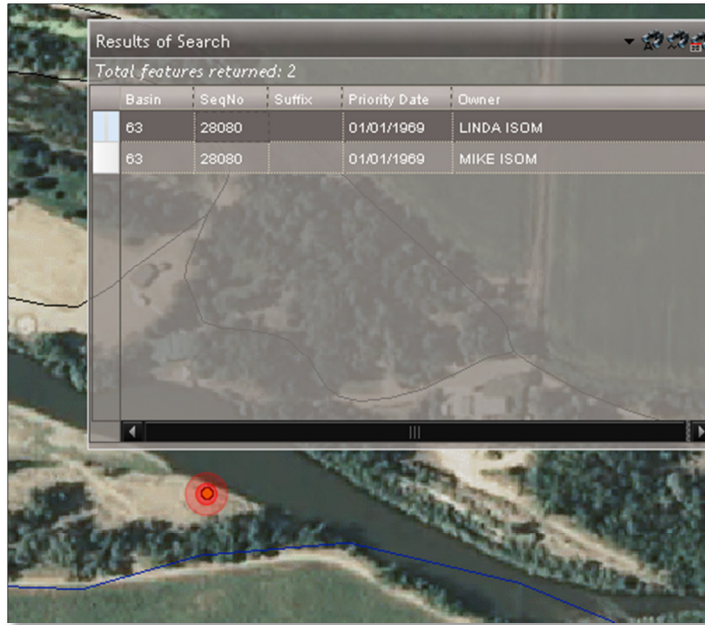 Results of Search
Total features returned: 2
Basin SeqNo Suffix Priority Date Owner
63 28080 01/01/1969 LINDA ISOM
63 28080 01/01/1969 MIKE ISOM